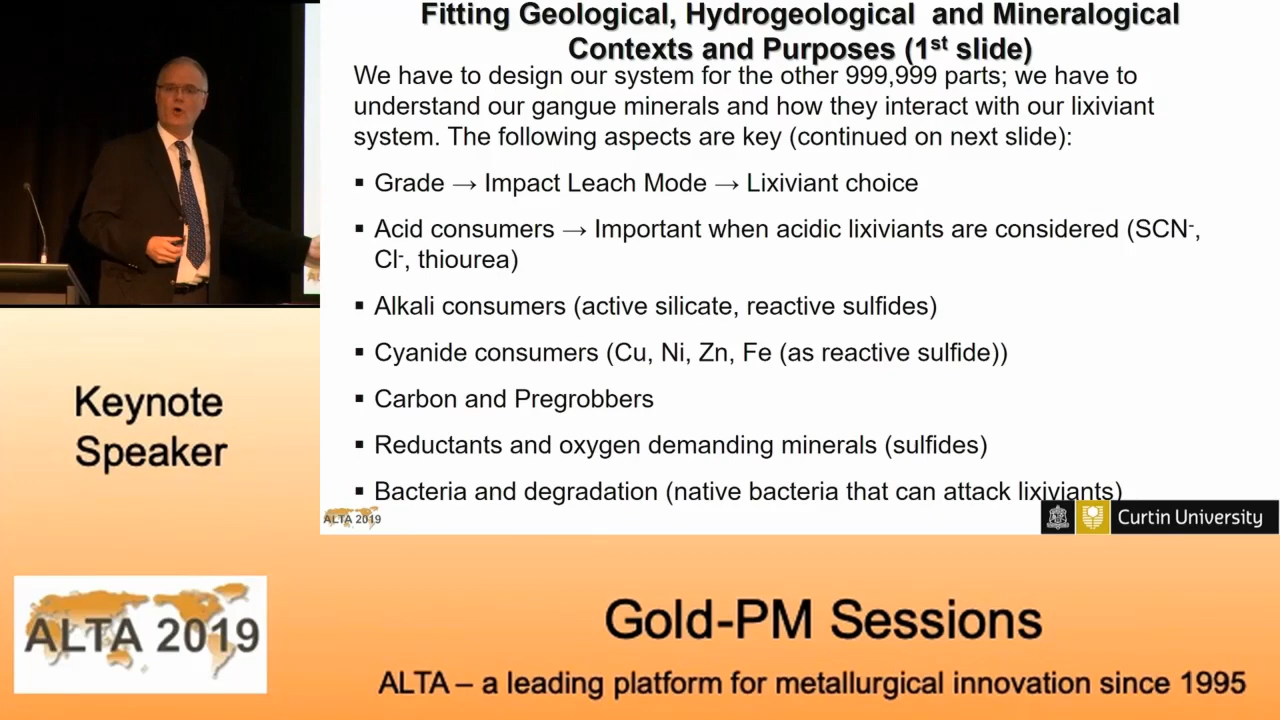 Fitting Geological, Hydrogeological and Mineralogical
Contexts and Purposes (1st slide)
We have to design our system for the other 999,999 parts; we have to
understand our gangue minerals and how they interact with our lixiviant
system. The following aspects are key (continued on next slide):
▪ Grade → Impact Leach Mode → Lixiviant choice
▪ Acid consumers → Important when acidic lixiviants are considered (SCN-,
Cl-, thiourea)
▪ Alkali consumers (active silicate, reactive sulfides)
▪ Cyanide consumers (Cu, Ni, Zn, Fe (as reactive sulfide))
▪ Carbon and Pregrobbers
▪ Reductants and oxygen demanding minerals (sulfides)
▪ Bacteria and degradation (native bacteria that can attack lixiviants)
ALTA 2019
Curtin University
Keynote
Speaker
ALTA 2019
Gold-PM Sessions
ALTA – a leading platform for metallurgical innovation since 1995